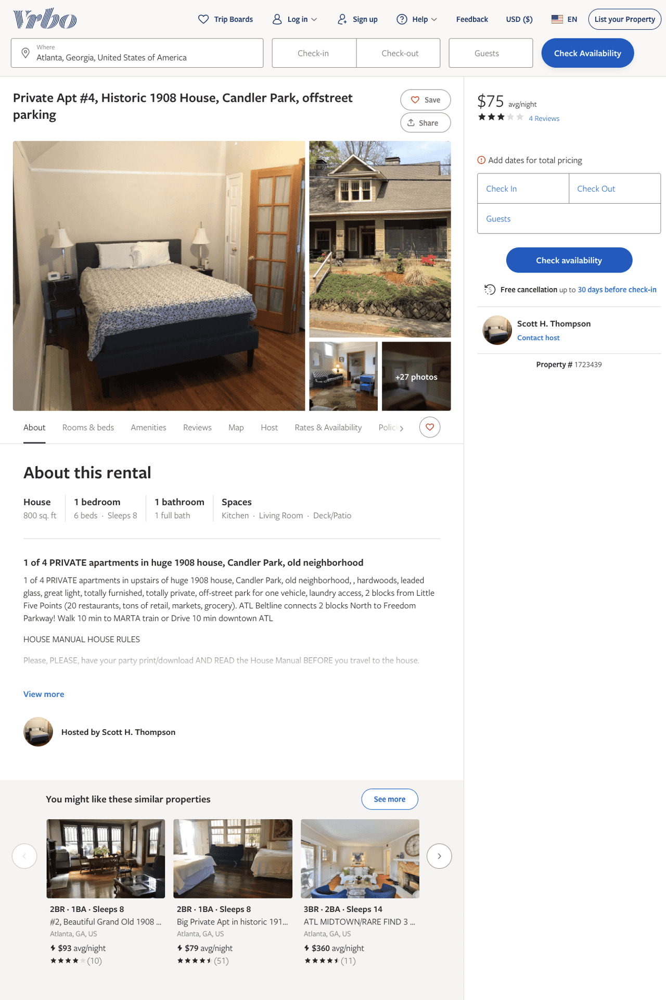 Vrbo
Trip Boards
Log in
Sign up
Help
Feedback
USD ($)
EN
List your Property
Where
Atlanta, Georgia, United States of America
Check-in
Check-out
Guests
Check Availability
Private Apt #4, Historic 1908 House, Candler Park, offstreet
parking
Save
Share
+27 photos
$75 avg/night
4 Reviews
Add dates for total pricing
Check In
Check Out
Guests
Check availability
Free cancellation up to 30 days before check-in
Scott H. Thompson
Contact host
Property # 1723439
About
Rooms & beds
Amenities
Reviews
Map
Host
Rates & Availability
Polici
About this rental
House
800 sq. ft
1 bedroom
6 beds · Sleeps 8
1 bathroom
1 full bath
Spaces
Kitchen · Living Room · Deck/Patio
1 of 4 PRIVATE apartments in huge 1908 house, Candler Park, old neighborhood
1 of 4 PRIVATE apartments in upstairs of huge 1908 house, Candler Park, old neighborhood, , hardwoods, leaded
glass, great light, totally furnished, totally private, off-street park for one vehicle, laundry access, 2 blocks from Little
Five Points (20 restaurants, tons of retail, markets, grocery). ATL Beltline connects 2 blocks North to Freedom
Parkway! Walk 10 min to MARTA train or Drive 10 min downtown ATL
HOUSE MANUAL HOUSE RULES
Please, PLEASE, have your party print/download AND READ the House Manual BEFORE you travel to the house.
View more
Hosted by Scott H. Thompson
You might like these similar properties
See more
2BR · 1BA · Sleeps 8
#2, Beautiful Grand Old 1908 ...
Atlanta, GA, US
$93 avg/night
(10)
2BR · 1BA · Sleeps 8
Big Private Apt in historic 191...
Atlanta, GA, US
$79 avg/night
(51)
3BR · 2BA · Sleeps 14
ATL MIDTOWN/RARE FIND 3 ...
Atlanta, GA, US
$360 avg/night
(11)